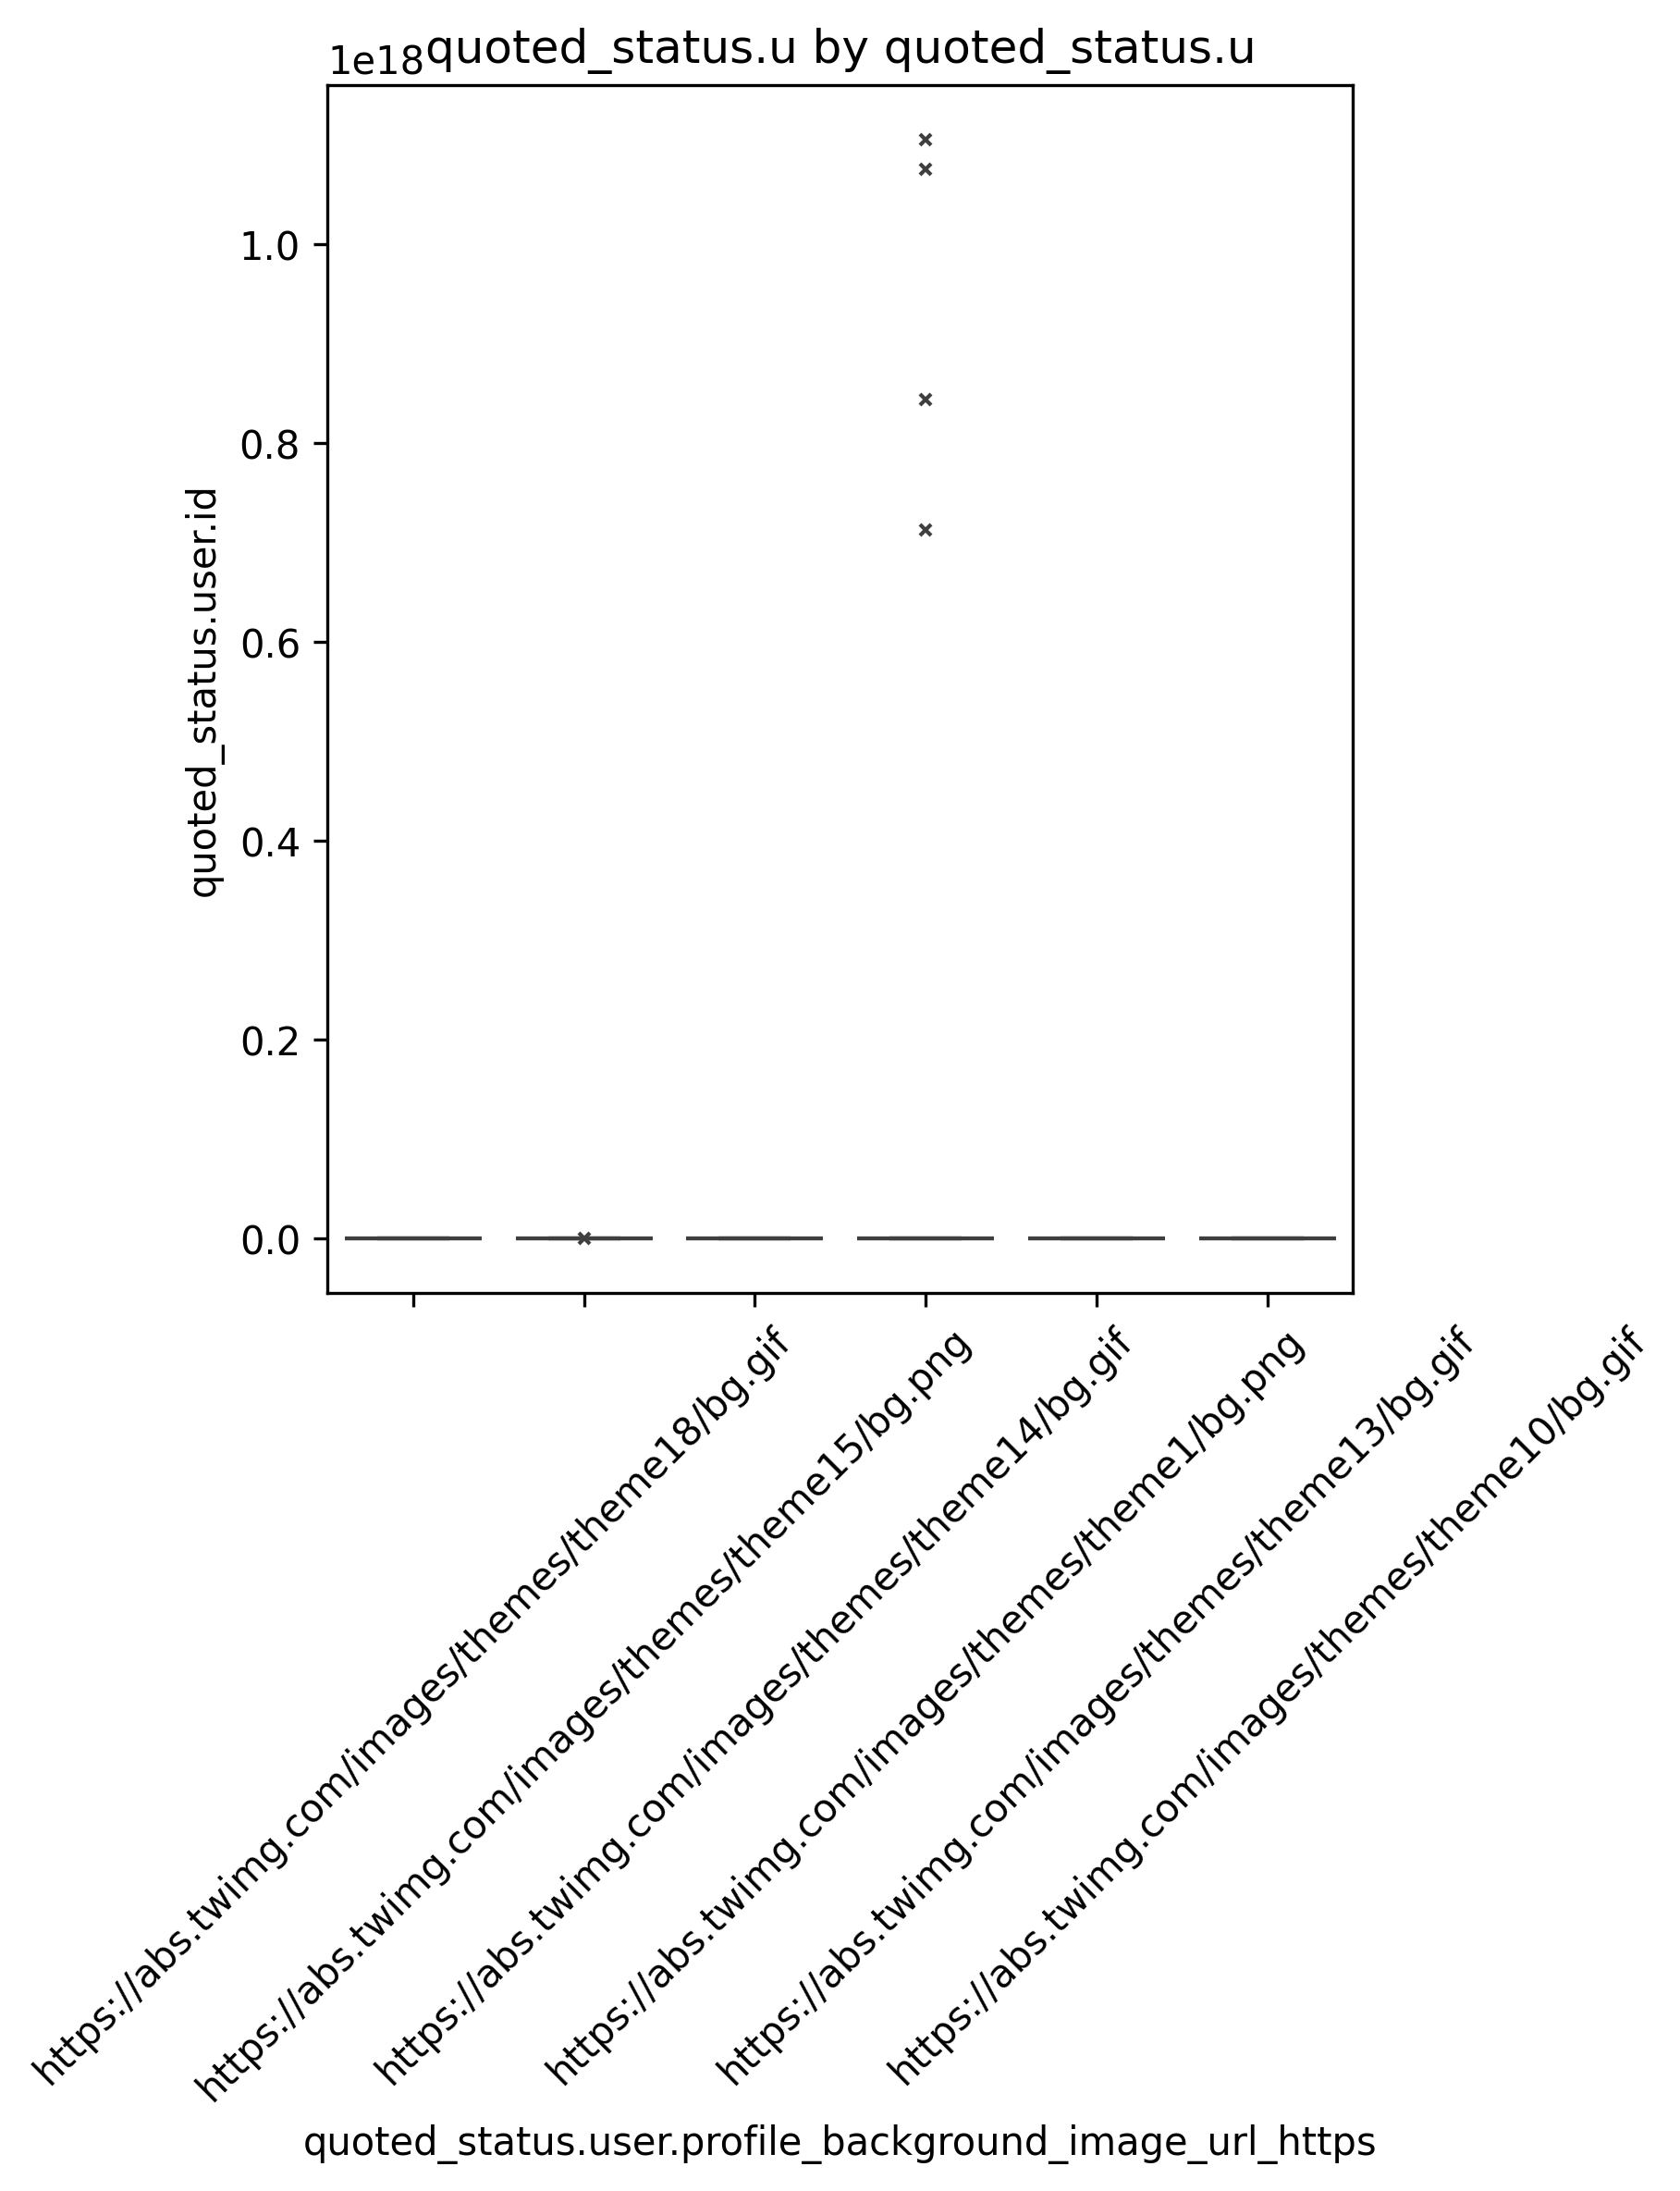 1e18
quoted_status.u by quoted_status.u
1.0
0.8
0.6
0.4
0.2
0.0
quoted_status.user.id
https://abs.twimg.com/images/themes/theme18/bg.gif
https://abs.twimg.com/images/themes/theme15/bg.png
https://abs.twimg.com/images/themes/theme14/bg.gif
https://abs.twimg.com/images/themes/theme1/bg.png
https://abs.twimg.com/images/themes/theme13/bg.gif
https://abs.twimg.com/images/themes/theme10/bg.gif
quoted_status.user.profile_background_image_url_https